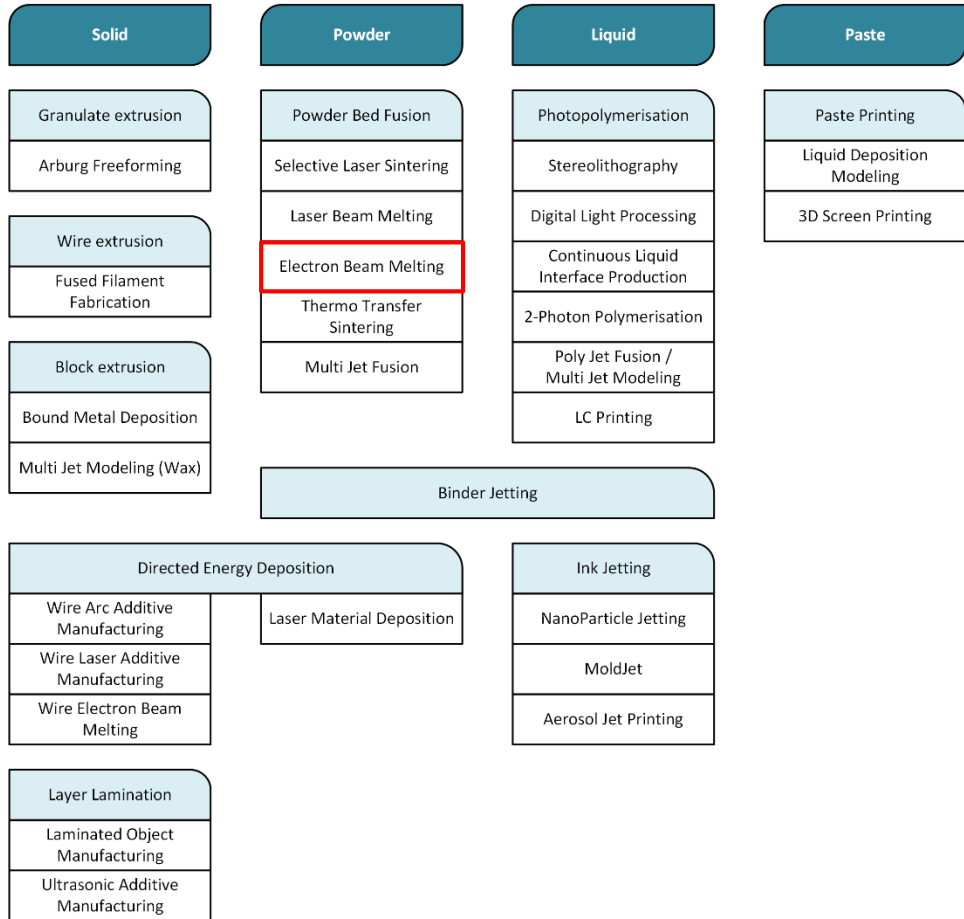 Solid
Powder
Liquid
Paste
Granulate extrusion
Arburg Freeforming
Wire extrusion
Fused Filament
Fabrication
Block extrusion
Bound Metal Deposition
Multi Jet Modeling (Wax)
Powder Bed Fusion
Selective Laser Sintering
Laser Beam Melting
Electron Beam Melting
Thermo Transfer
Sintering
Multi Jet Fusion
Photopolymerisation
Stereolithography
Digital Light Processing
Continuous Liquid
Interface Production
2-Photon Polymerisation
Poly Jet Fusion /
Multi Jet Modeling
LC Printing
Paste Printing
Liquid Deposition
Modeling
3D Screen Printing
Binder Jetting
Directed Energy Deposition
Wire Arc Additive
Manufacturing
Wire Laser Additive
Manufacturing
Wire Electron Beam
Melting
Laser Material Deposition
Ink Jetting
NanoParticle Jetting
MoldJet
Aerosol Jet Printing
Layer Lamination
Laminated Object
Manufacturing
Ultrasonic Additive
Manufacturing